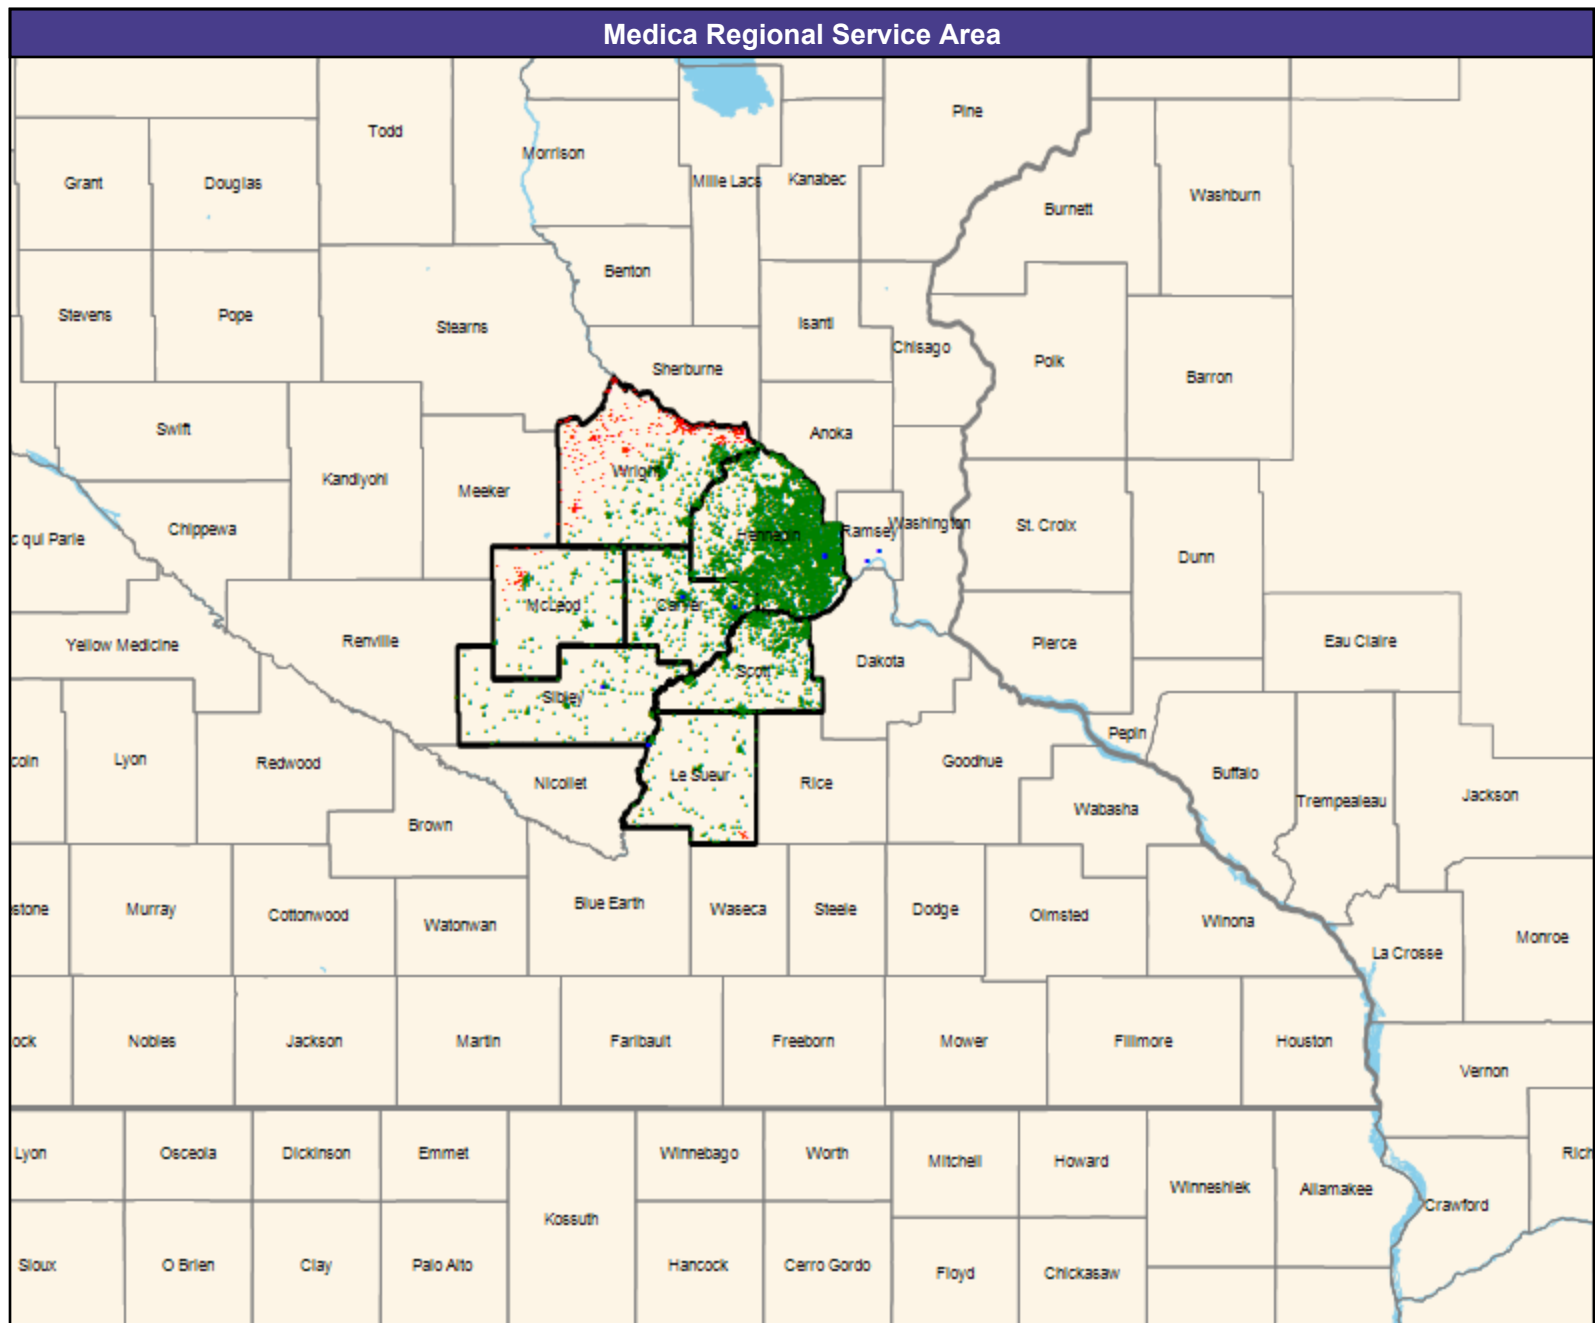 Medica Regional Service Area
Pine
Todd
Morrison
Grant
Douglas
Mille Lacs
Kanabec
Washburn
Burnett
Benton
Stevens
Pope
Stearns
Isanti
Chisago
Polk
Barron
Sherburne
Swift
Anoka
Kandiyohi
Meeker
Wright
Chippewa
c qui Parle
Hennepin
Ramsey
Washington
St. Croix
Dunn
McLeod
Carver
Yellow Medicine
Renville
Scott
Dakota
Pierce
Eau Claire
Sibley
Pepin
coln
Lyon
Redwood
Nicollet
Le Sueur
Rice
Goodhue
Buffalo
Trempealeau
Jackson
Wabasha
Brown
stone
Murray
Cottonwood
Watonwan
Blue Earth
Waseca
Steele
Dodge
Olmsted
Winona
La Crosse
Monroe
ock
Nobles
Jackson
Martin
Faribault
Freeborn
Mower
Fillmore
Houston
Vernon
Lyon
Osceola
Dickinson
Emmet
Winnebago
Worth
Mitchell
Howard
Winneshiek
Allamakee
Crawford
Rich
Kossuth
Sioux
O Brien
Clay
Palo Alto
Hancock
Cerro Gordo
Floyd
Chickasaw